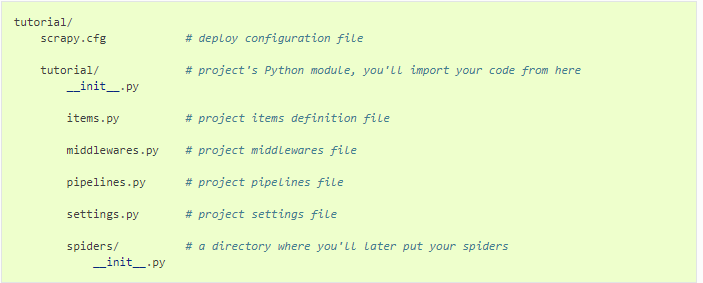 tutorial/
    scrapy.cfg            # deploy configuration file
    tutorial/             # project's Python module, you'll import your code from here
        __init__.py
        items.py          # project items definition file
        middlewares.py    # project middlewares file
        pipelines.py      # project pipelines file
        settings.py       # project settings file
        spiders/          # a directory where you'll later put your spiders
            __init__.py